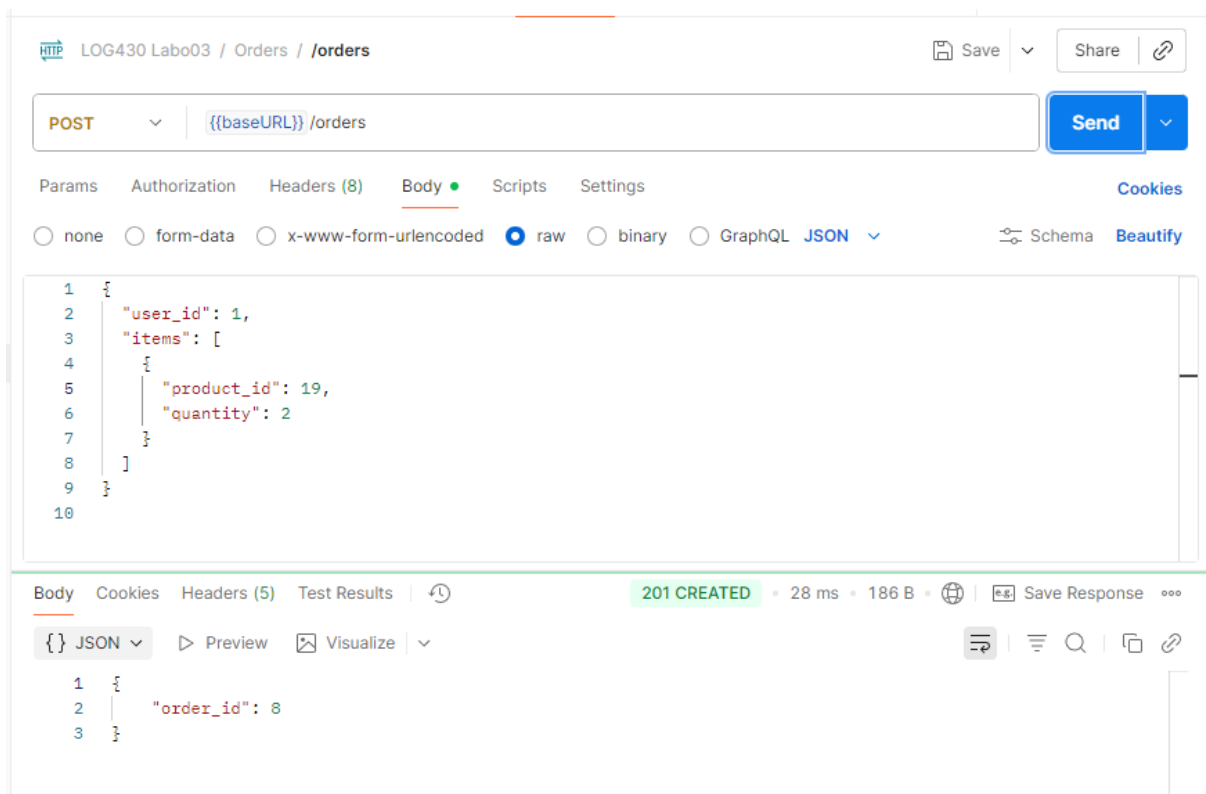 HTTP LOG430 Labo03 / Orders / /orders Save Share
POST {{baseURL}} /orders Send
Params Authorization Headers (8) Body Scripts Settings Cookies
none form-data x-www-form-urlencoded raw binary GraphQL JSON Schema Beautify
1 {
2 "user_id": 1,
3 "items": [
4 {
5 "product_id": 19,
6 "quantity": 2
7 }
8 ]
9 }
10
Body Cookies Headers (5) Test Results 201 CREATED 28 ms 186 B e.g. Save Response
{} JSON Preview Visualize
1 {
2 "order_id": 8
3 }